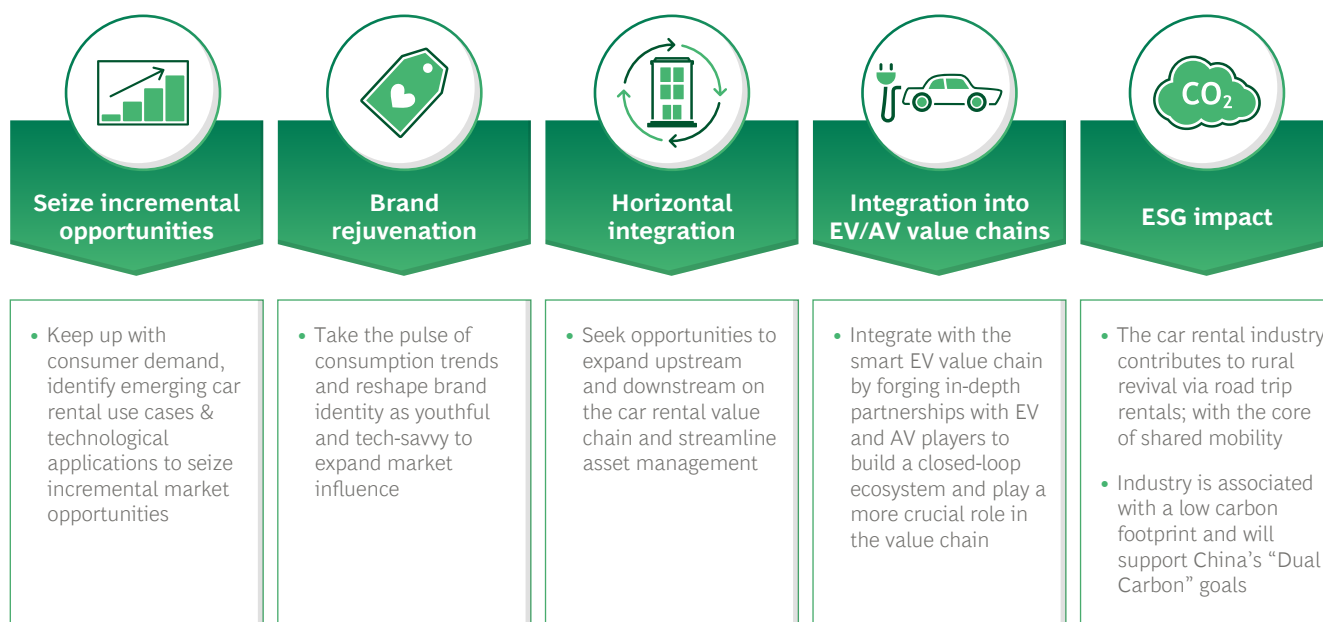 CO₂
Seize incremental
opportunities
Brand
rejuvenation
Horizontal
integration
Integration into
EV/AV value chains
ESG impact
• Keep up with
consumer demand,
identify emerging car
rental use cases &
technological
applications to seize
incremental market
opportunities
• Take the pulse of
consumption trends
and reshape brand
identity as youthful
and tech-savvy to
expand market
influence
• Seek opportunities to
expand upstream
and downstream on
the car rental value
chain and streamline
asset management
• Integrate with the
smart EV value chain
by forging in-depth
partnerships with EV
and AV players to
build a closed-loop
ecosystem and play a
more crucial role in
the value chain
• The car rental industry
contributes to rural
revival via road trip
rentals; with the core
of shared mobility
• Industry is associated
with a low carbon
footprint and will
support China’s “Dual
Carbon” goals